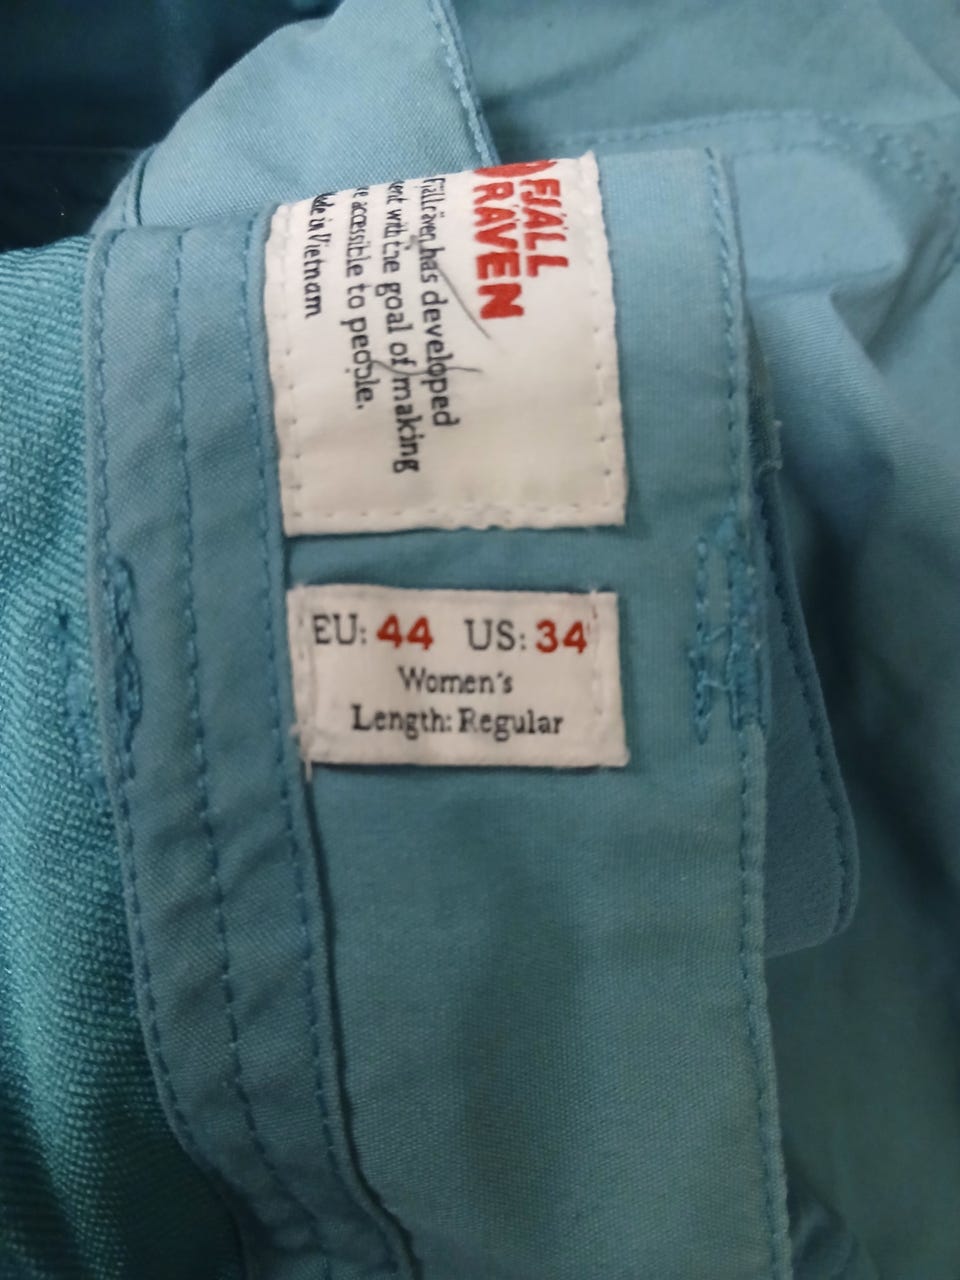 FJÄLL
RÄVEN
Fjällräven has developed
with the goal of making
accessible to people.
Made in Vietnam
EU: 44 US: 34
Women's
Length: Regular